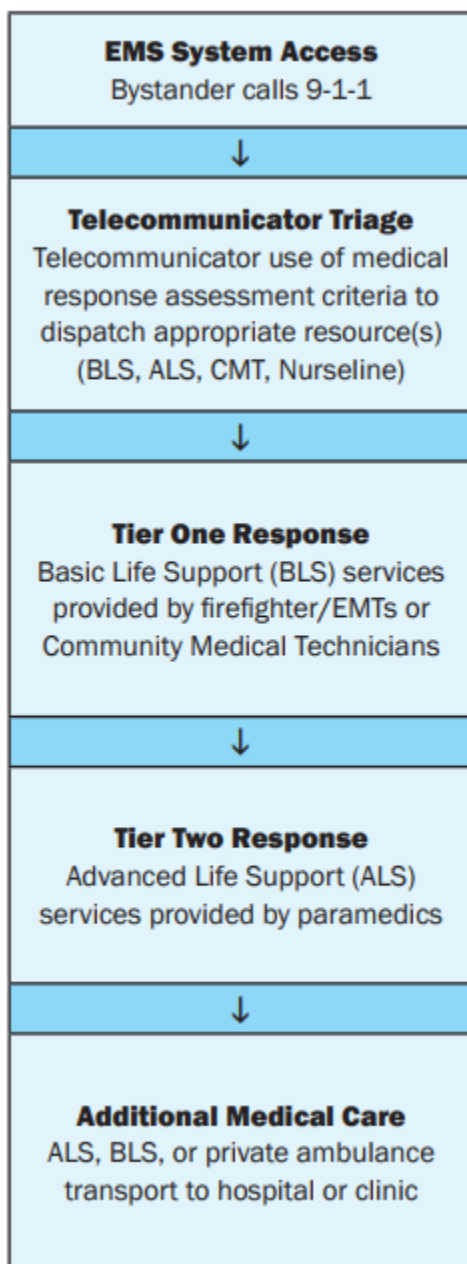 EMS System Access
Bystander calls 9-1-1
↓
Telecommunicator Triage
Telecommunicator use of medical
response assessment criteria to
dispatch appropriate resource(s)
(BLS, ALS, CMT, Nurseline)
↓
Tier One Response
Basic Life Support (BLS) services
provided by firefighter/EMTs or
Community Medical Technicians
↓
Tier Two Response
Advanced Life Support (ALS)
services provided by paramedics
↓
Additional Medical Care
ALS, BLS, or private ambulance
transport to hospital or clinic